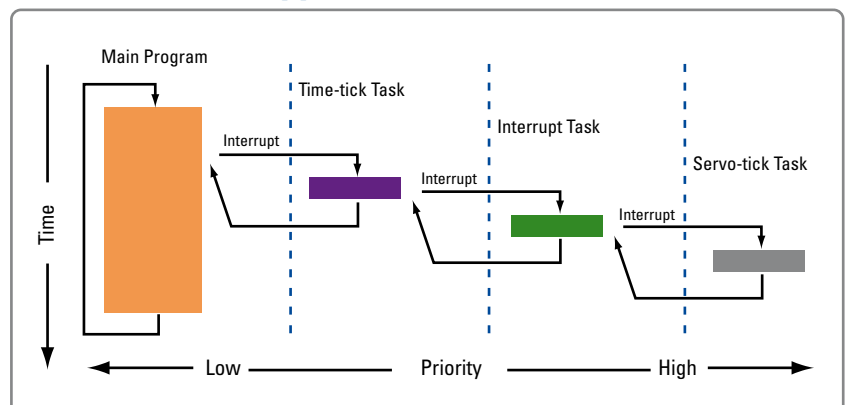 Main Program
Time-tick Task
Interrupt Task
Servo-tick Task
Interrupt
Interrupt
Interrupt
Time
Low
Priority
High